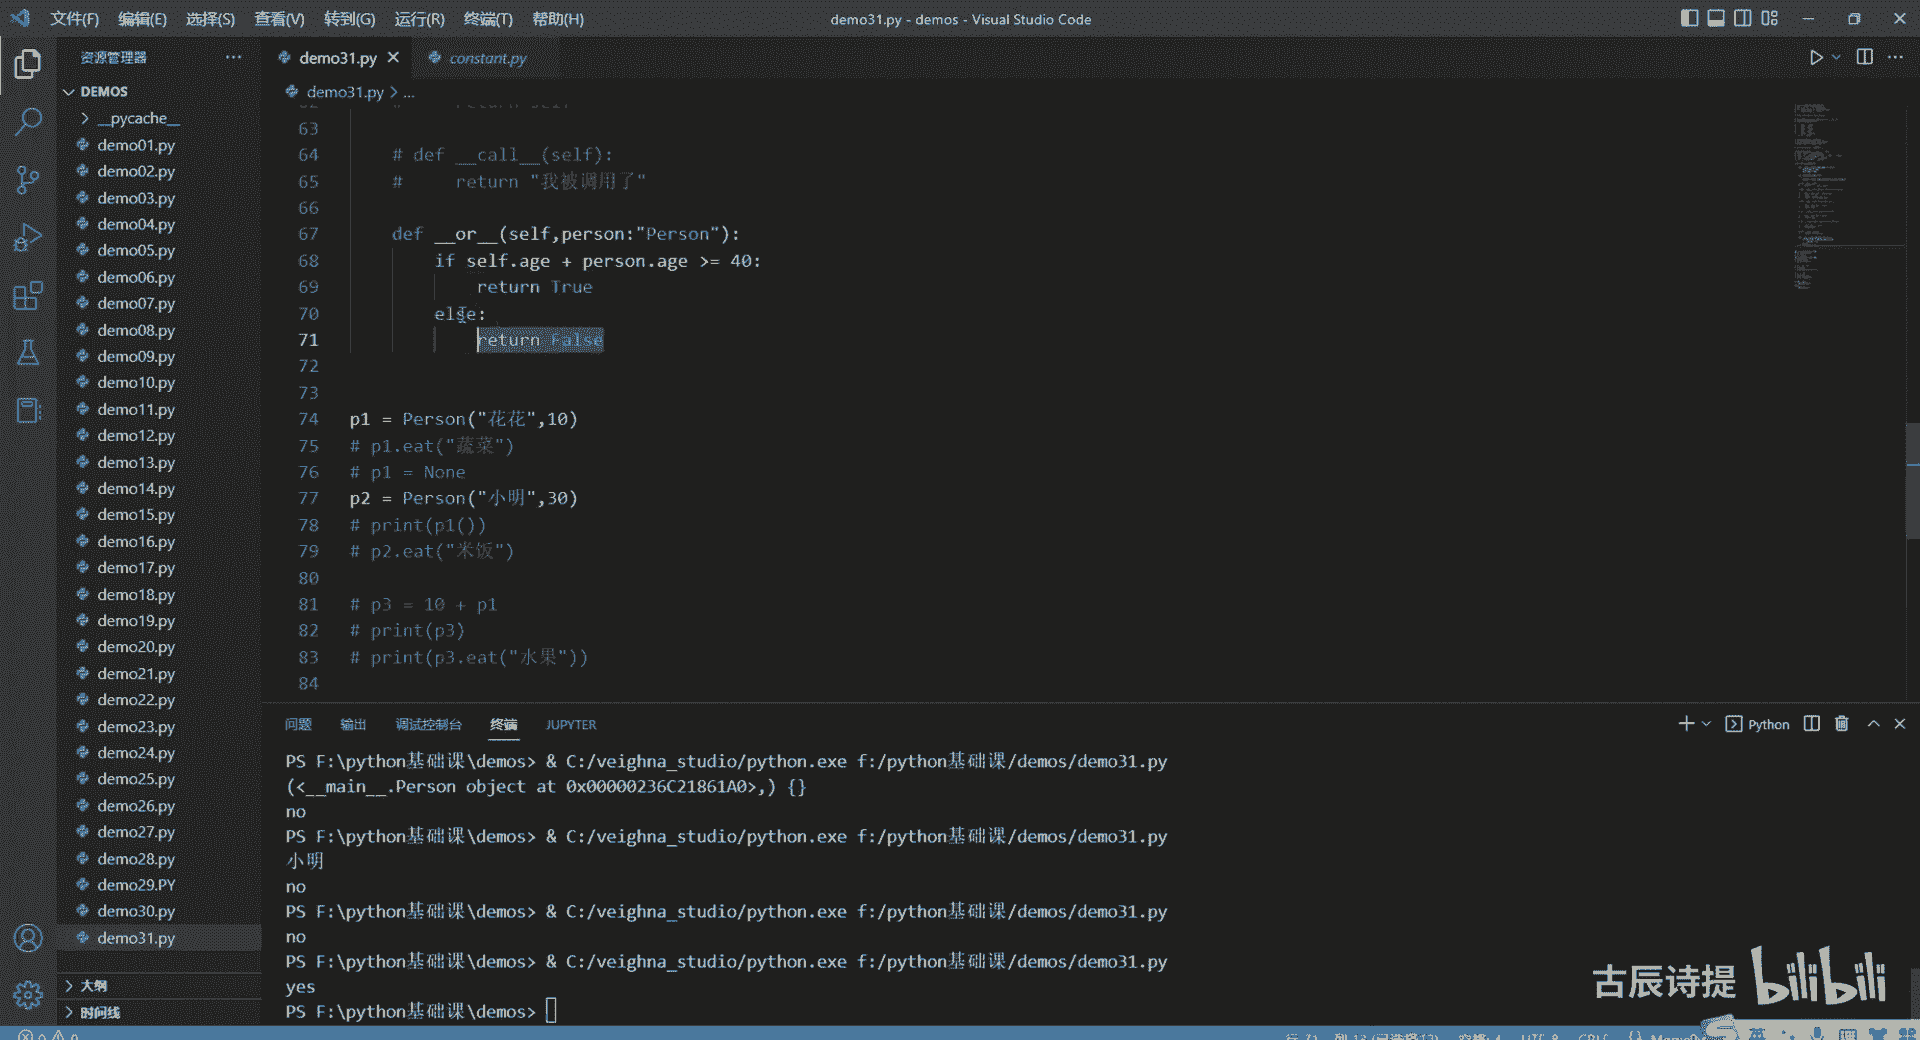 文件(F) 编辑(E) 选择(S) 查看(V) 转到(G) 运行(R) 终端(T) 帮助(H) demo31.py - demos - Visual Studio Code
资源管理器
demo31.py constant.py
DEMOS
demo31.py > ...
__pycache__
demo01.py
demo02.py
demo03.py
demo04.py
demo05.py
demo06.py
demo07.py
demo08.py
demo09.py
demo10.py
demo11.py
demo12.py
demo13.py
demo14.py
demo15.py
demo16.py
demo17.py
demo18.py
demo19.py
demo20.py
demo21.py
demo22.py
demo23.py
demo24.py
demo25.py
demo26.py
demo27.py
demo28.py
demo29.PY
demo30.py
demo31.py
大纲
时间线
63
64 # def __call__(self):
65 # return "我被调用了"
66
67 def __or__(self,person:"Person"):
68 if self.age + person.age >= 40:
69 return True
70 else:
71 return False
72
73
74 p1 = Person("花花",10)
75 # p1.eat("蔬菜")
76 # p1 = None
77 p2 = Person("小明",30)
78 # print(p1())
79 # p2.eat("米饭")
80
81 # p3 = 10 + p1
82 # print(p3)
83 # print(p3.eat("水果"))
84
问题 输出 调试控制台 终端 JUPYTER
Python
PS F:\python基础课\demos> & C:/veighna_studio/python.exe f:/python基础课/demos/demo31.py
(<__main__.Person object at 0x00000236C21861A0>,) {}
no
PS F:\python基础课\demos> & C:/veighna_studio/python.exe f:/python基础课/demos/demo31.py
小明
no
PS F:\python基础课\demos> & C:/veighna_studio/python.exe f:/python基础课/demos/demo31.py
no
PS F:\python基础课\demos> & C:/veighna_studio/python.exe f:/python基础课/demos/demo31.py
yes
PS F:\python基础课\demos>
古辰诗提 bilibili